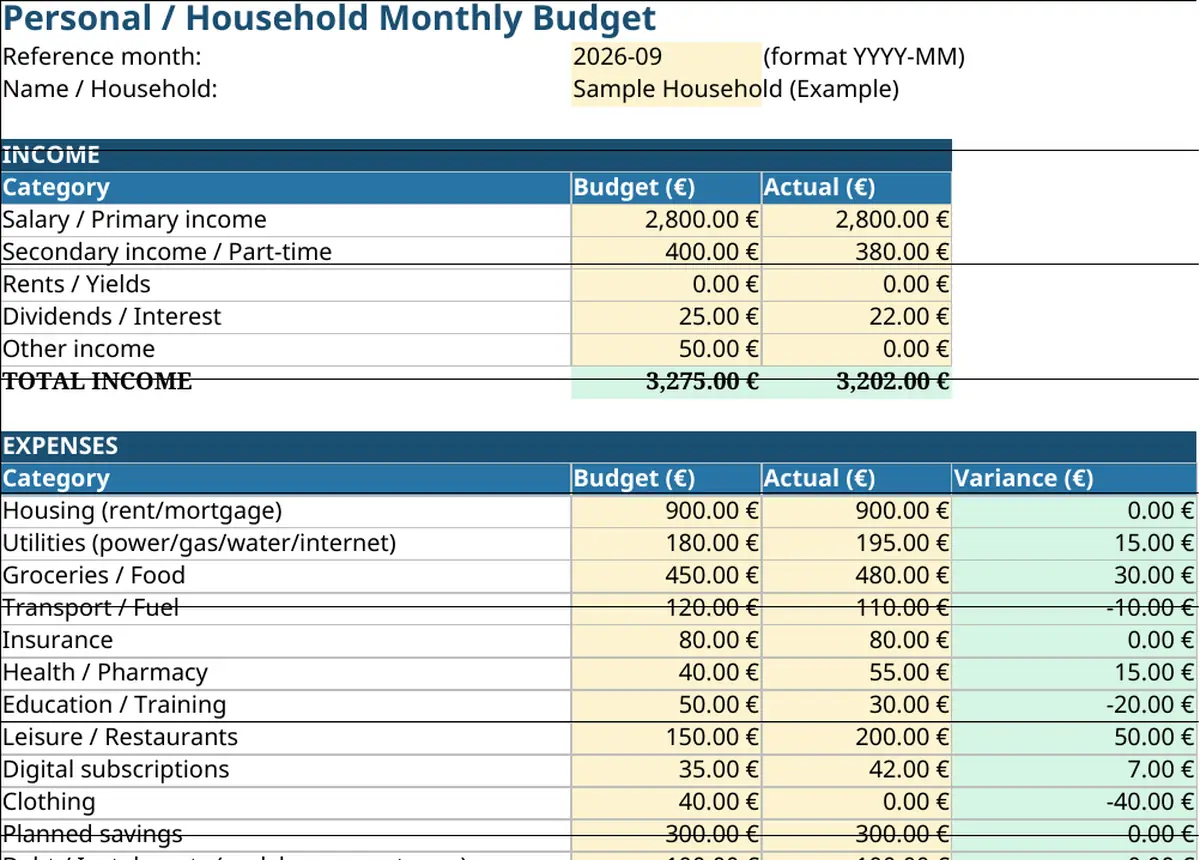 Personal / Household Monthly Budget
Reference month: 2026-09 (format YYYY-MM)
Name / Household: Sample Household (Example)
INCOME
Category Budget (€) Actual (€)
Salary / Primary income 2,800.00 € 2,800.00 €
Secondary income / Part-time 400.00 € 380.00 €
Rents / Yields 0.00 € 0.00 €
Dividends / Interest 25.00 € 22.00 €
Other income 50.00 € 0.00 €
TOTAL INCOME 3,275.00 € 3,202.00 €
EXPENSES
Category Budget (€) Actual (€) Variance (€)
Housing (rent/mortgage) 900.00 € 900.00 € 0.00 €
Utilities (power/gas/water/internet) 180.00 € 195.00 € 15.00 €
Groceries / Food 450.00 € 480.00 € 30.00 €
Transport / Fuel 120.00 € 110.00 € -10.00 €
Insurance 80.00 € 80.00 € 0.00 €
Health / Pharmacy 40.00 € 55.00 € 15.00 €
Education / Training 50.00 € 30.00 € -20.00 €
Leisure / Restaurants 150.00 € 200.00 € 50.00 €
Digital subscriptions 35.00 € 42.00 € 7.00 €
Clothing 40.00 € 0.00 € -40.00 €
Planned savings 300.00 € 300.00 € 0.00 €